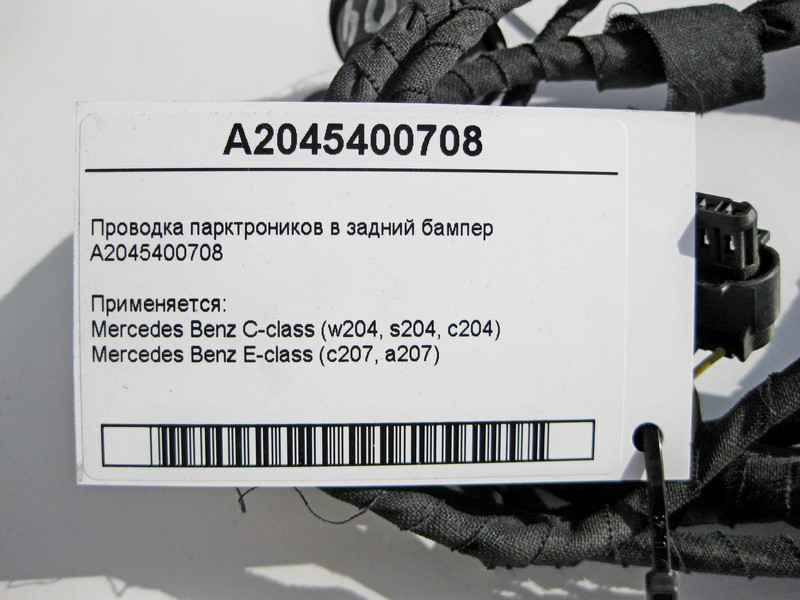 A2045400708
Проводка парктроников в задний бампер
A2045400708
Применяется:
Mercedes Benz C-class (w204, s204, c204)
Mercedes Benz E-class (c207, a207)